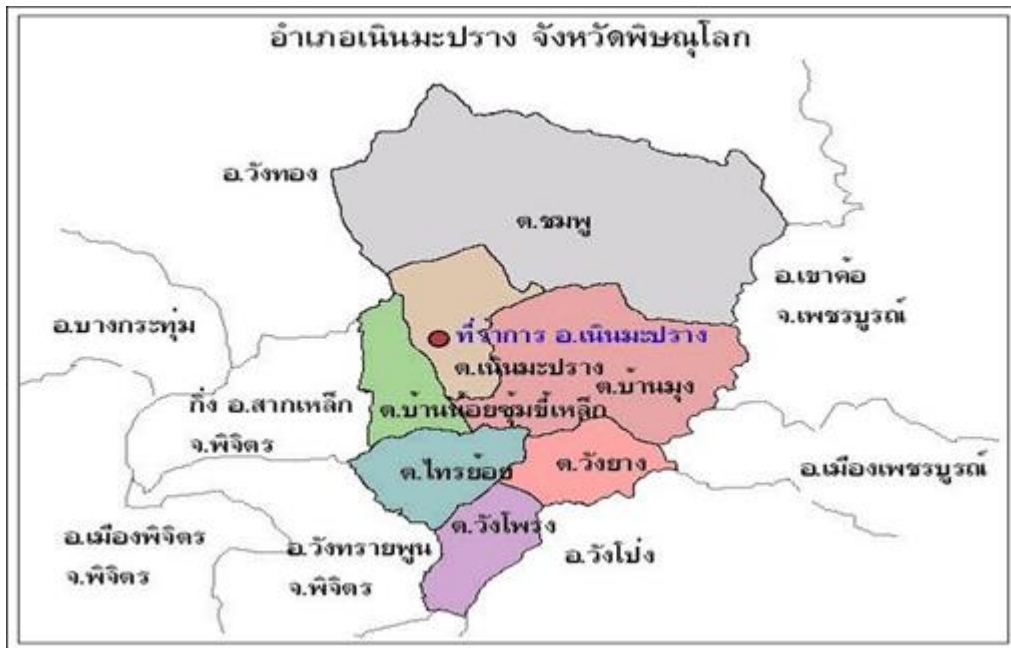 อำเภอเนินมะปราง จังหวัดพิษณุโลก
อ.วังทอง
ต.ชมพู
อ.เขาค้อ
จ.เพชรบูรณ์
อ.บางกระทุ่ม
ที่ว่าการ อ.เนินมะปราง
ต.เนินมะปราง
ต.บ้านมุง
กิ่ง อ.สากเหล็ก
จ.พิจิตร
ต.บ้านน้อยซุ้มขี้เหล็ก
ต.ไทรย้อย
ต.วังยาง
อ.เมืองเพชรบูรณ์
ต.วังโพรง
อ.เมืองพิจิตร
จ.พิจิตร
อ.วังทรายพูน
จ.พิจิตร
อ.วังโป่ง